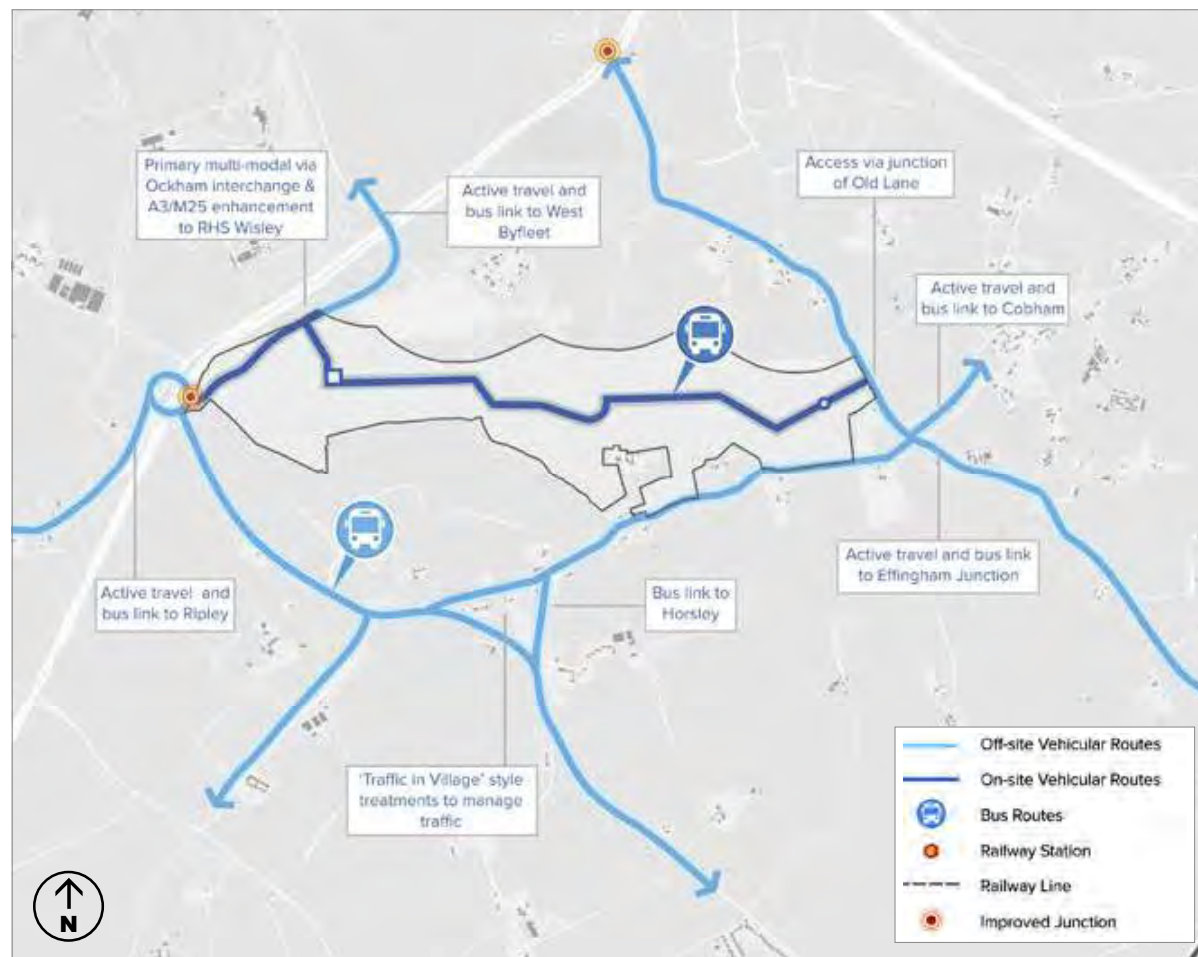 Primary multi-modal via
Ockham interchange &
A3/M25 enhancement
to RHS Wisley
Active travel and
bus link to West
Byfleet
Access via junction
of Old Lane
Active travel and
bus link to Cobham
Active travel and bus link
to Effingham Junction
Active travel and
bus link to Ripley
Bus link to
Horsley
'Traffic in Village' style
treatments to manage
traffic
Off-site Vehicular Routes
On-site Vehicular Routes
Bus Routes
Railway Station
Railway Line
Improved Junction
N